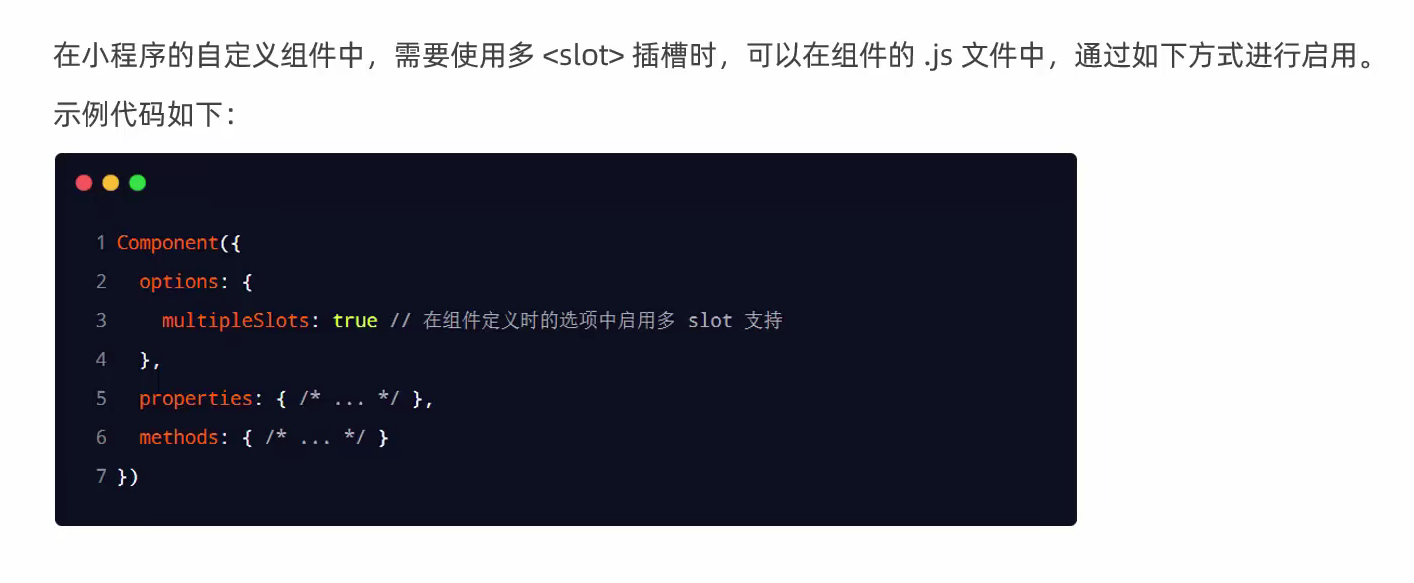 在小程序的自定义组件中，需要使用多 <slot> 插槽时，可以在组件的 .js 文件中，通过如下方式进行启用。
示例代码如下：
1 Component({
2   options: {
3     multipleSlots: true // 在组件定义时的选项中启用多 slot 支持
4   },
5   properties: { /* ... */ },
6   methods: { /* ... */ }
7 })